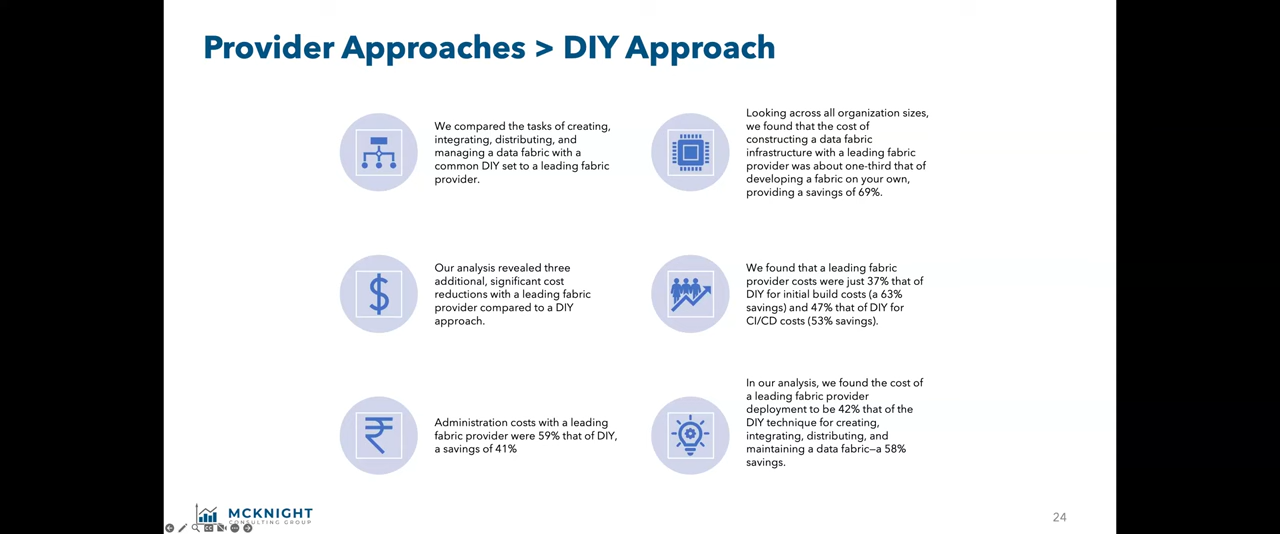 Provider Approaches > DIY Approach
We compared the tasks of creating,
integrating, distributing, and
managing a data fabric with a
common DIY set to a leading fabric
provider.
Looking across all organization sizes,
we found that the cost of
constructing a data fabric
infrastructure with a leading fabric
provider was about one-third that of
developing a fabric on your own,
providing a savings of 69%.
Our analysis revealed three
additional, significant cost
reductions with a leading fabric
provider compared to a DIY
approach.
We found that a leading fabric
provider costs were just 37% that of
DIY for initial build costs (a 63%
savings) and 47% that of DIY for
CI/CD costs (53% savings).
Administration costs with a leading
fabric provider were 59% that of DIY,
a savings of 41%
In our analysis, we found the cost of
a leading fabric provider
deployment to be 42% that of the
DIY technique for creating,
integrating, distributing, and
maintaining a data fabric—a 58%
savings.
MCKNIGHT
CONSULTING GROUP
24